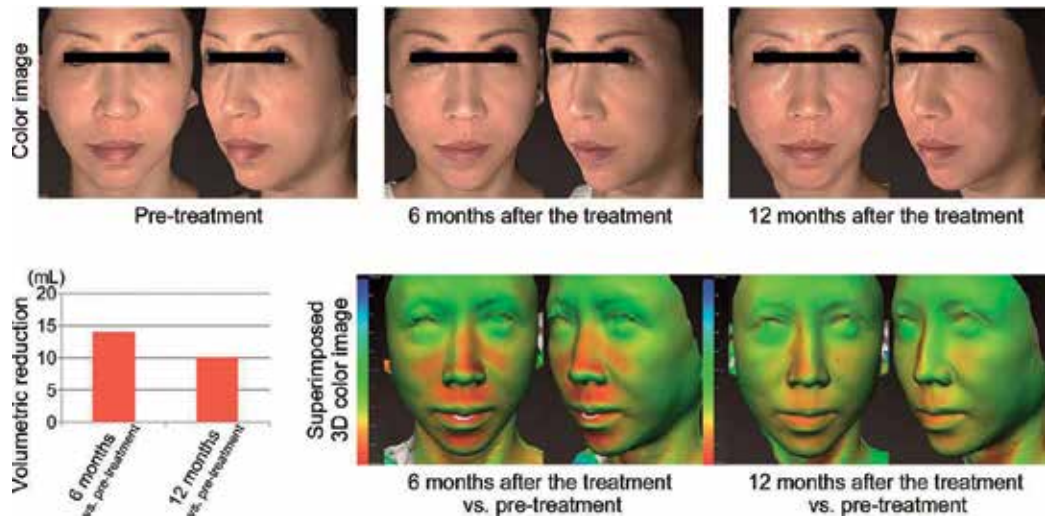 Color image
Pre-treatment
6 months after the treatment
12 months after the treatment
Volumetric reduction
(mL)
20
15
10
5
0
6 months
vs. pre-treatment
12 months
vs. pre-treatment
Superimposed
3D color image
6 months after the treatment
vs. pre-treatment
12 months after the treatment
vs. pre-treatment